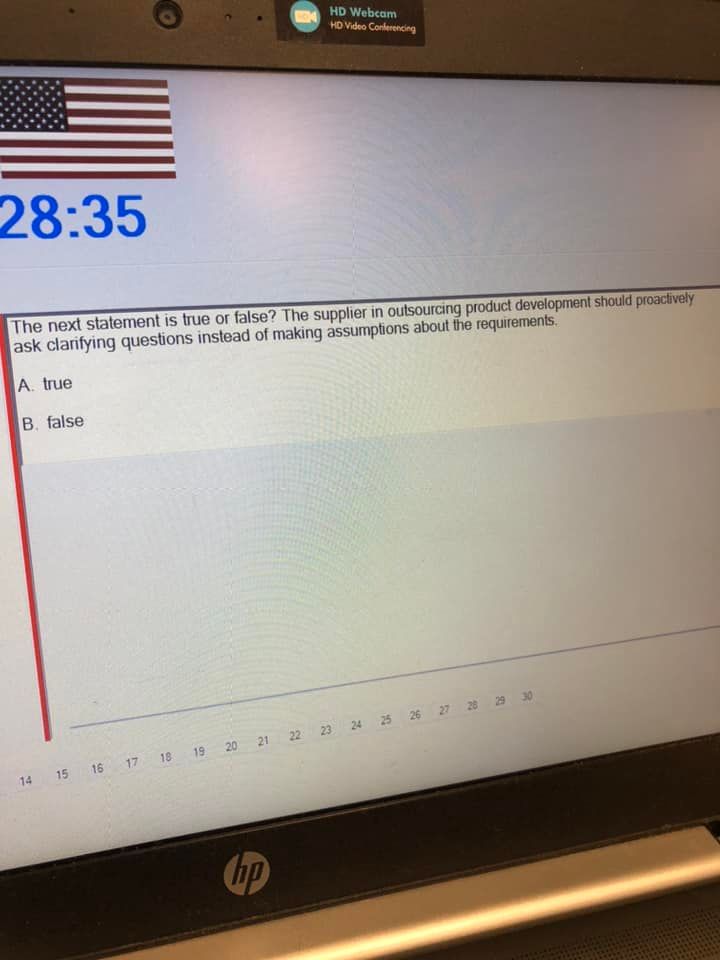 HD Webcam
HD Video Conferencing
28:35
The next statement is true or false? The supplier in outsourcing product development should proactively
ask clarifying questions instead of making assumptions about the requirements.
A. true
B. false
14 15 16 17 18 19 20 21 22 23 24 25 26 27 28 29 30
hp